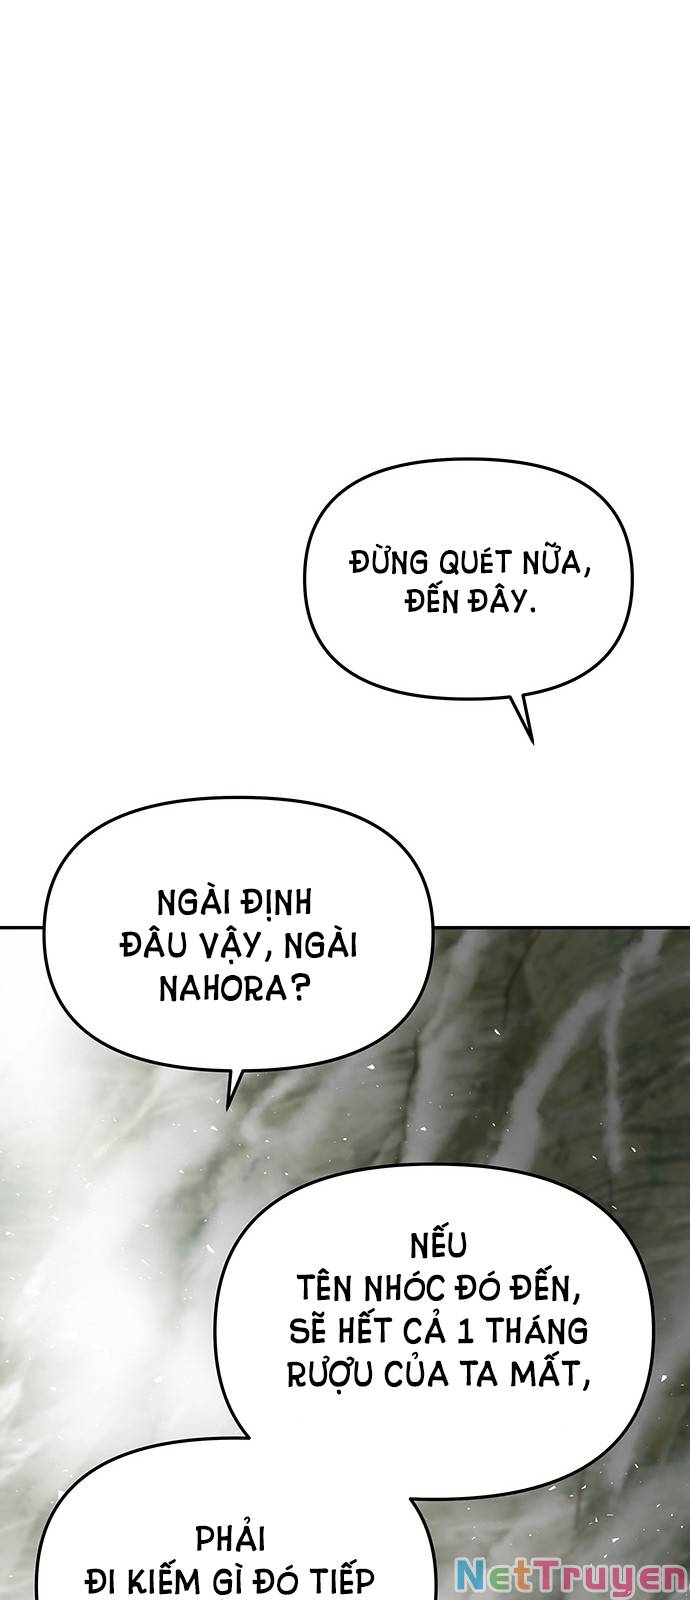 ĐỪNG QUÉT NỮA,
ĐẾN ĐÂY.
NGÀI ĐỊNH
ĐÂU VẬY, NGÀI
NAHORA?
NẾU
TÊN NHÓC ĐÓ ĐẾN,
SẼ HẾT CẢ 1 THÁNG
RƯỢU CỦA TA MẤT,
PHẢI
ĐI KIẾM GÌ ĐÓ TIẾP
NetTruyen